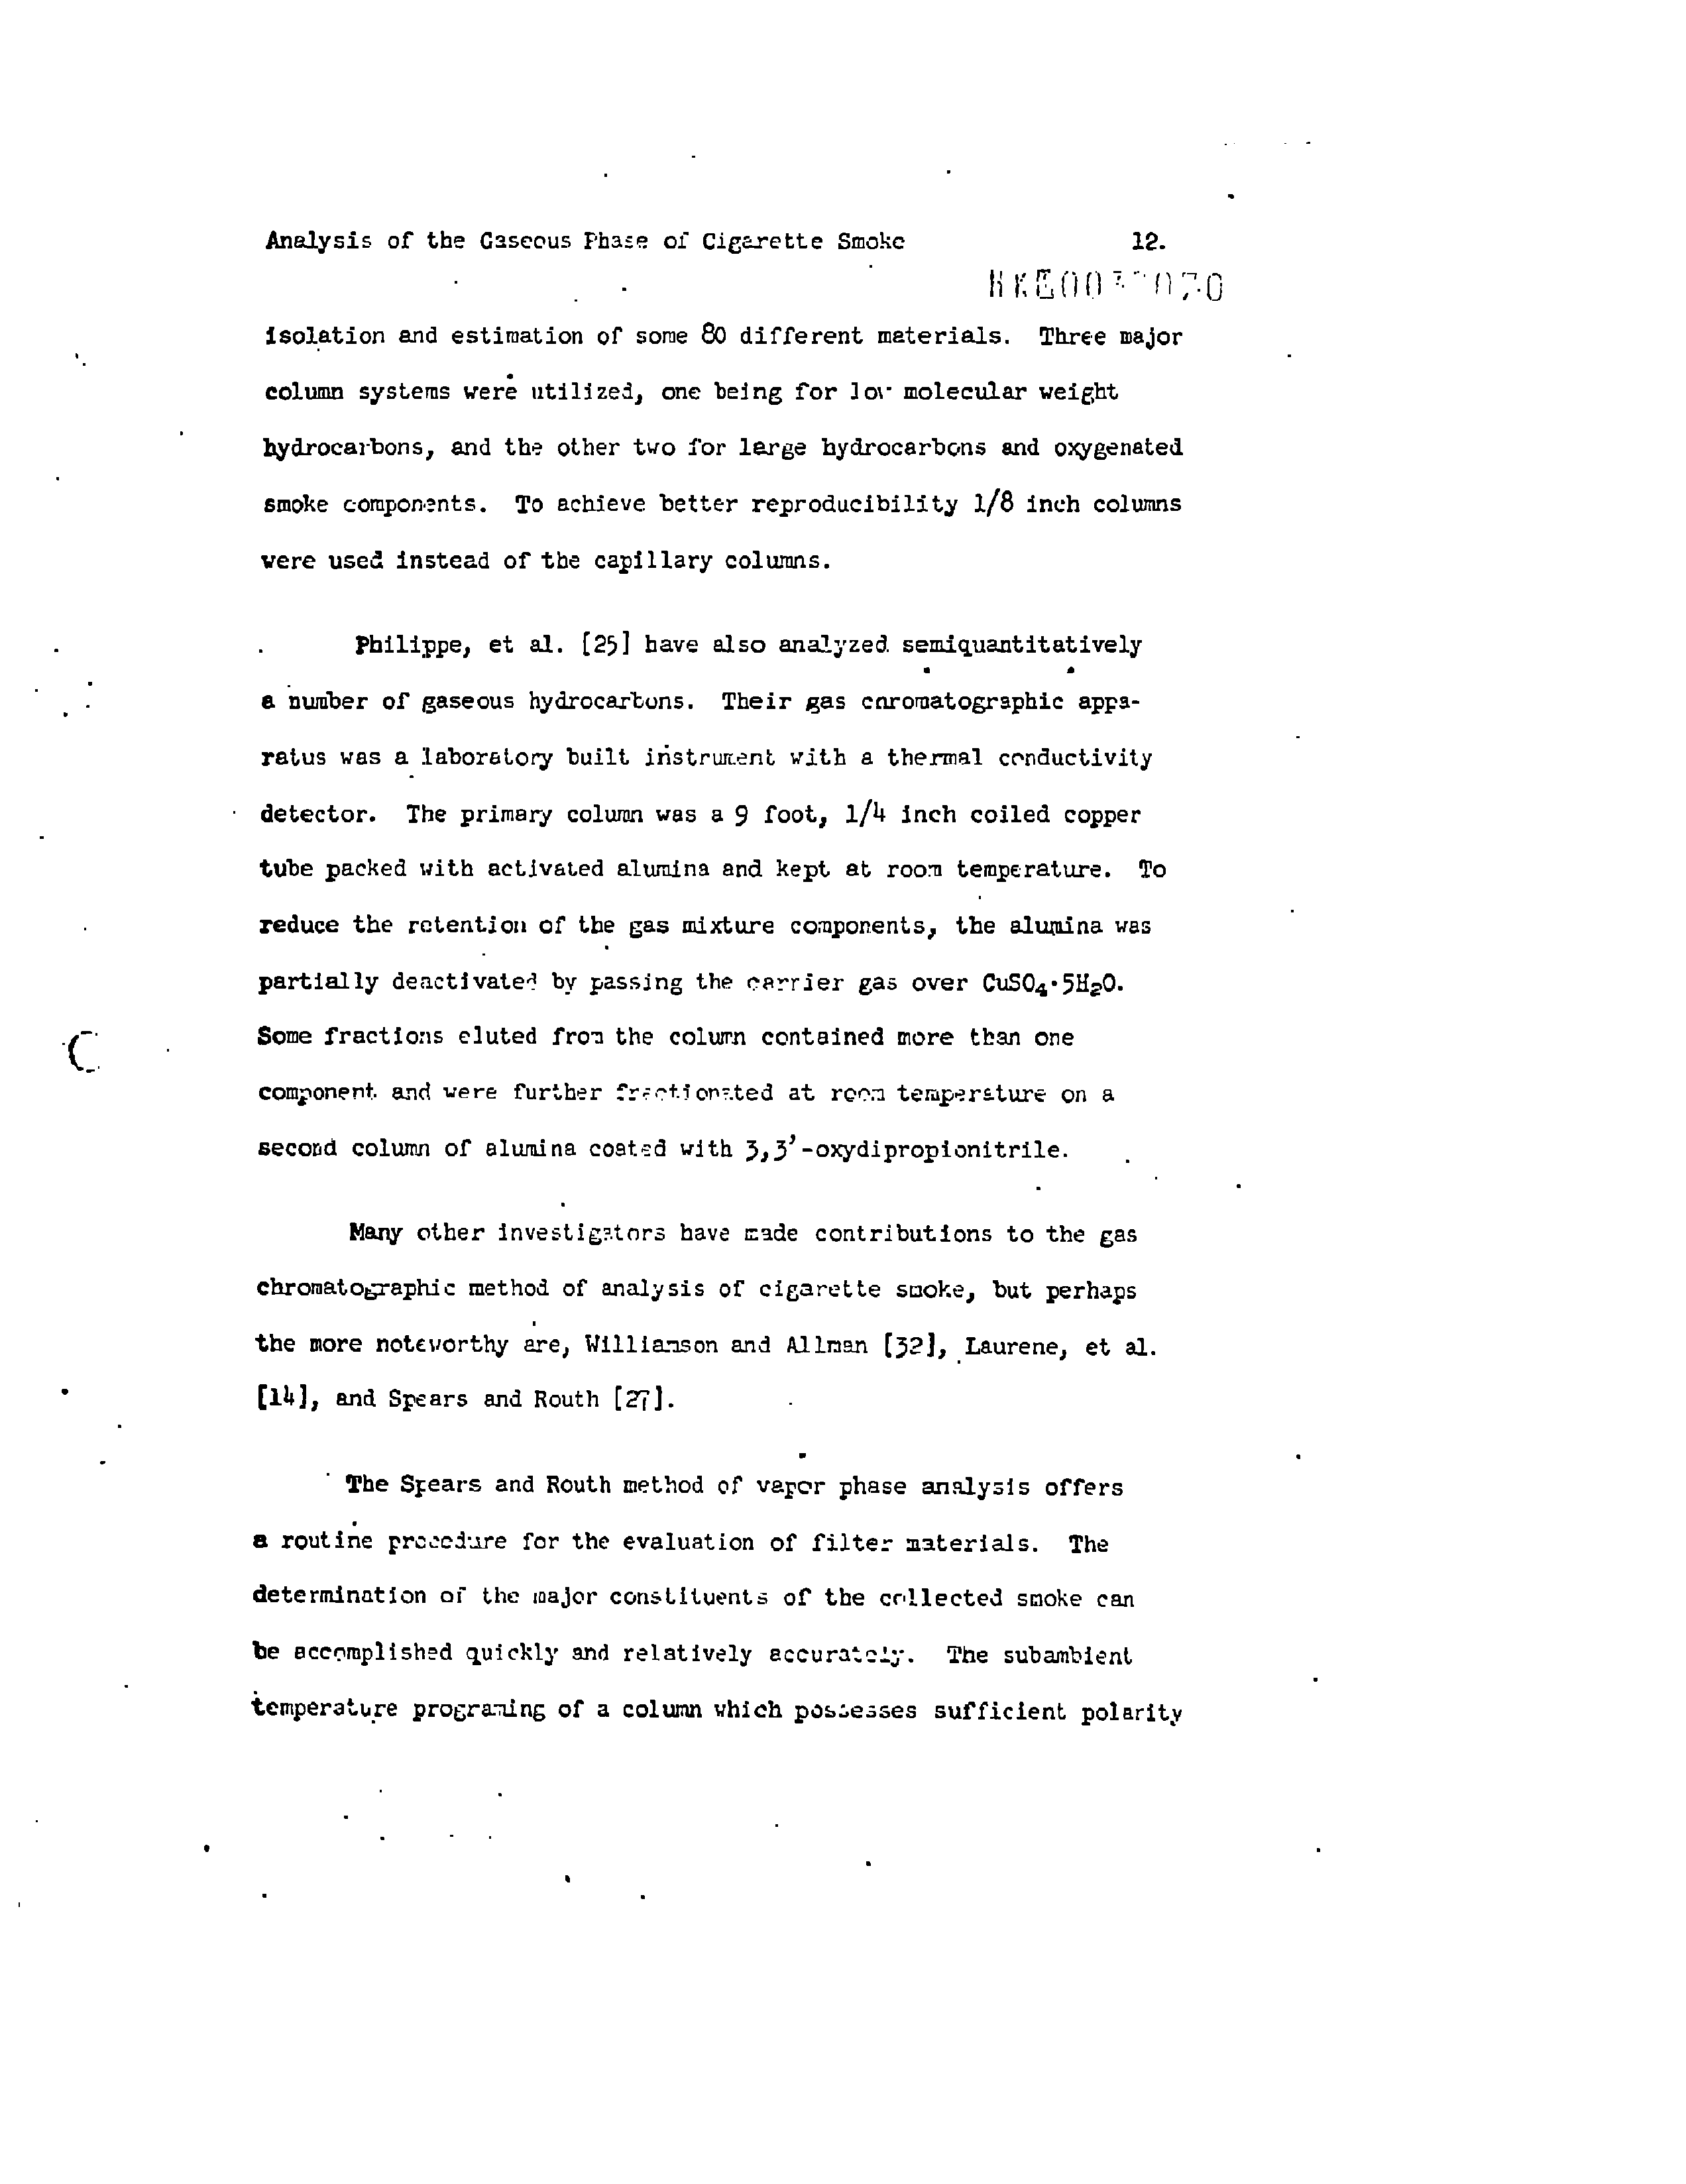 Analysis of the Gaseous Phase of Cigarette Smoke 12.
isolation and estimation of some 80 different materials. Three major
column systems were utilized, one being for low molecular weight
hydrocarbons, and the other two for large hydrocarbons and oxygenated
smoke components. To achieve better reproducibility 1/8 inch columns
were used instead of the capillary columns.
Philippe, et al. [25] have also analyzed semiquantitatively
a number of gaseous hydrocarbons. Their gas chromatographic appa-
ratus was a laboratory built instrument with a thermal conductivity
detector. The primary column was a 9 foot, 1/4 inch coiled copper
tube packed with activated alumina and kept at room temperature. To
reduce the retention of the gas mixture components, the alumina was
partially deactivated by passing the carrier gas over CuSO₄·5H₂O.
Some fractions eluted from the column contained more than one
component and were further fractionated at room temperature on a
second column of alumina coated with 3,3'-oxydipropionitrile.
Many other investigators have made contributions to the gas
chromatographic method of analysis of cigarette smoke, but perhaps
the more noteworthy are, Williamson and Allman [32], Laurene, et al.
[14], and Spears and Routh [27].
The Spears and Routh method of vapor phase analysis offers
a routine procedure for the evaluation of filter materials. The
determination of the major constituents of the collected smoke can
be accomplished quickly and relatively accurately. The subambient
temperature programing of a column which possesses sufficient polarity